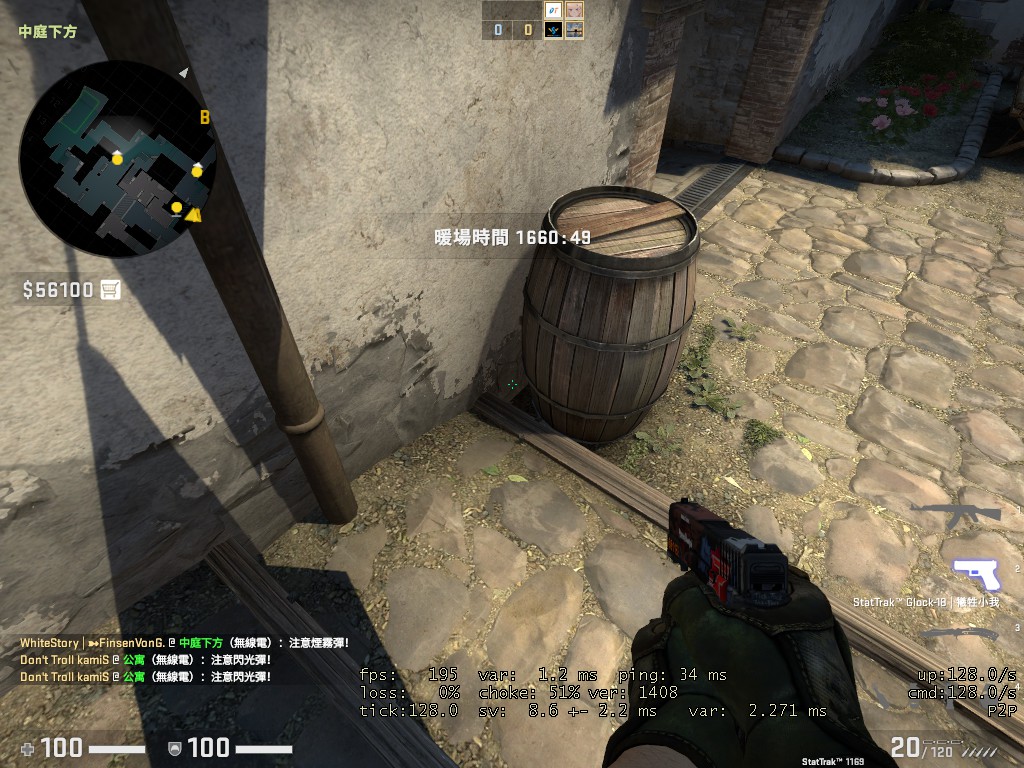 中庭下方
0 0
B
暖場時間 1660:49
$56100
1
2
StatTrak™ Glock-18 | 犧牲小我
3
WhiteStory | ➳FinsenVonG. @ 中庭下方 (無線電) : 注意煙霧彈!
Don't Troll kamiS @ 公寓 (無線電) : 注意閃光彈!
Don't Troll kamiS @ 公寓 (無線電) : 注意閃光彈!
fps: 195 var: 1.2 ms ping: 34 ms
loss: 0% choke: 51% ver: 1408
tick:128.0 sv: 8.6 +- 2.2 ms var: 2.271 ms
up:128.0/s
cmd:128.0/s
P2P
100 100
20 / 120
StatTrak™ 1169